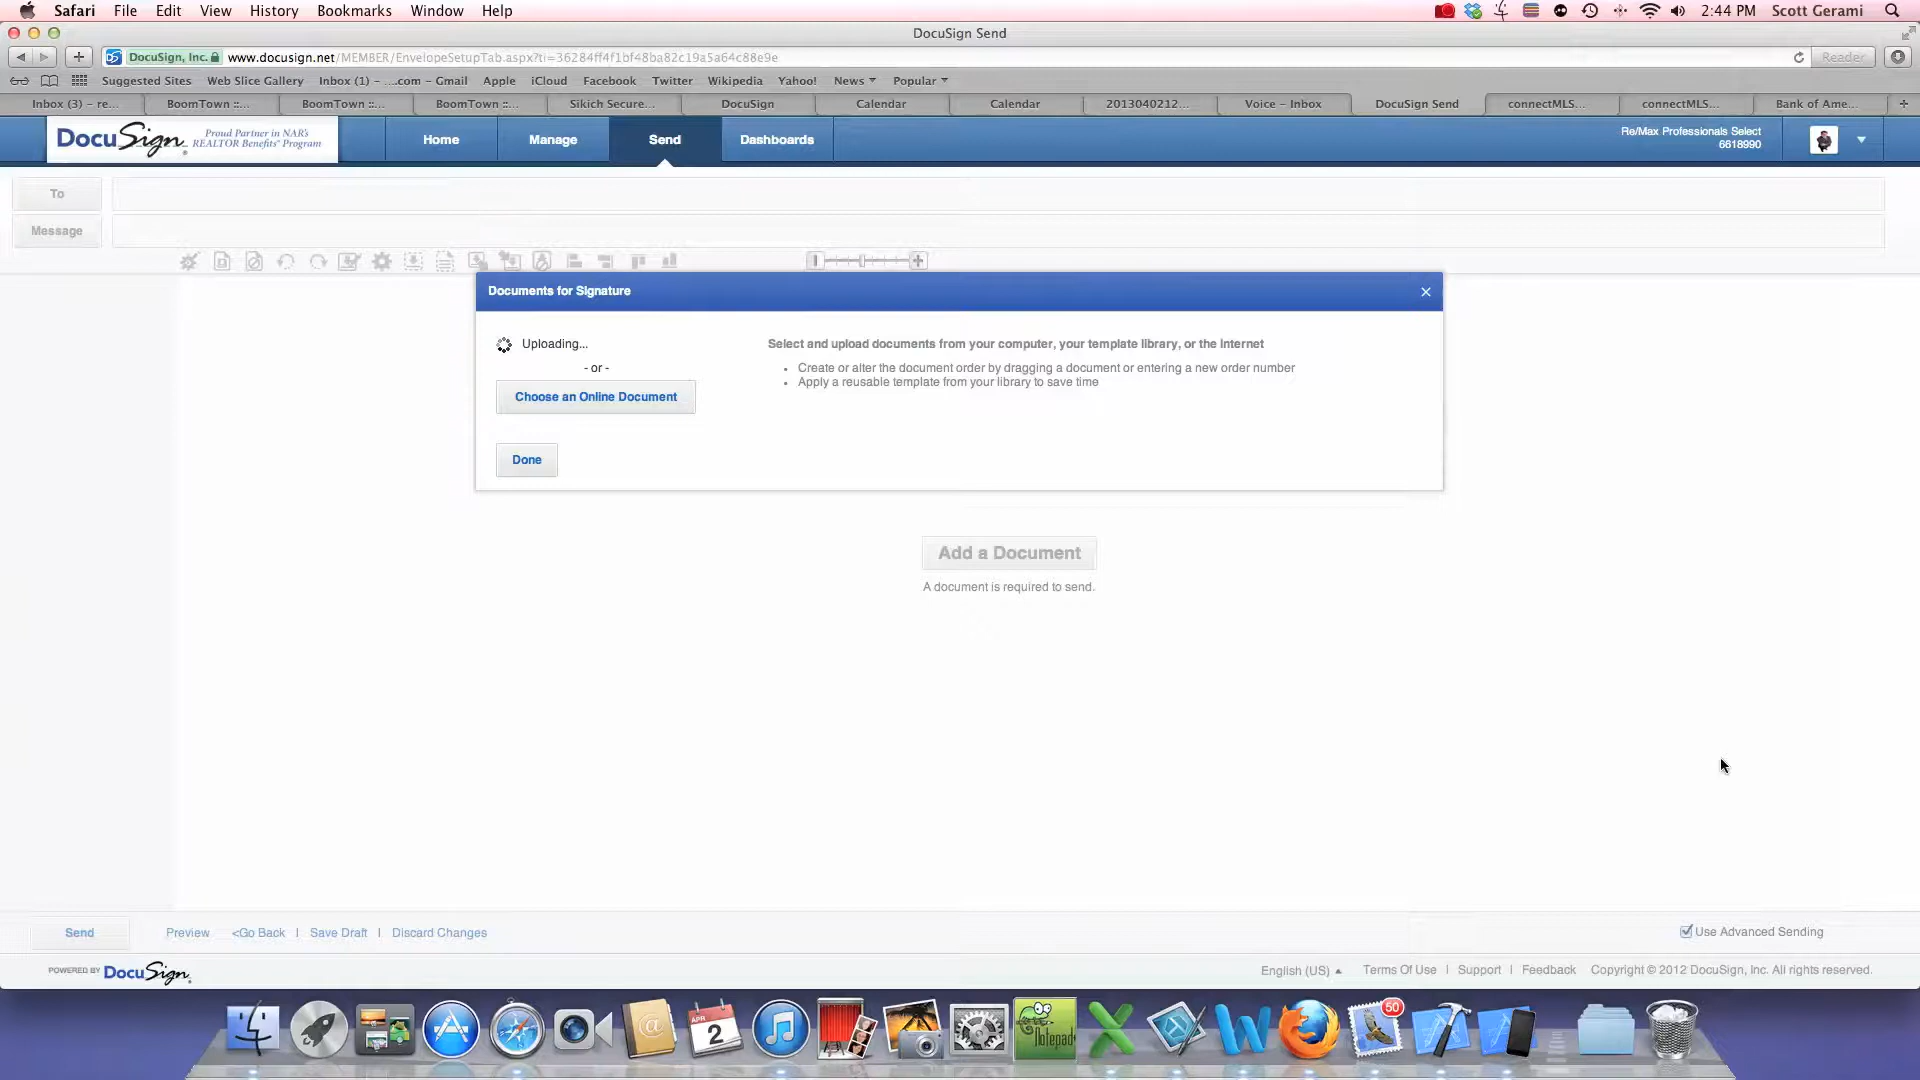 Safari File Edit View History Bookmarks Window Help 2:44 PM Scott Gerami
DocuSign Send
DocuSign, Inc. www.docusign.net/MEMBER/EnvelopeSetupTab.aspx?ti=36284ff4f1bf48ba82c19a5a64c88e9e Reader
Suggested Sites Web Slice Gallery Inbox (1) - ....com - Gmail Apple iCloud Facebook Twitter Wikipedia Yahoo! News Popular
Inbox (3) – re... BoomTown ::... BoomTown ::... BoomTown ::... Sikich Secure... DocuSign Calendar Calendar 2013040212... Voice – Inbox DocuSign Send connectMLS... connectMLS... Bank of Ame...
DocuSign Proud Partner in NAR's
REALTOR Benefits® Program
Home Manage Send Dashboards
Re/Max Professionals Select
6618990
To
Message
Documents for Signature
Uploading...
- or -
Choose an Online Document
Done
Select and upload documents from your computer, your template library, or the Internet
• Create or alter the document order by dragging a document or entering a new order number
• Apply a reusable template from your library to save time
Add a Document
A document is required to send.
Send Preview <Go Back | Save Draft | Discard Changes Use Advanced Sending
POWERED BY DocuSign English (US) Terms Of Use | Support | Feedback Copyright © 2012 DocuSign, Inc. All rights reserved.
APR
2
Notepad
50